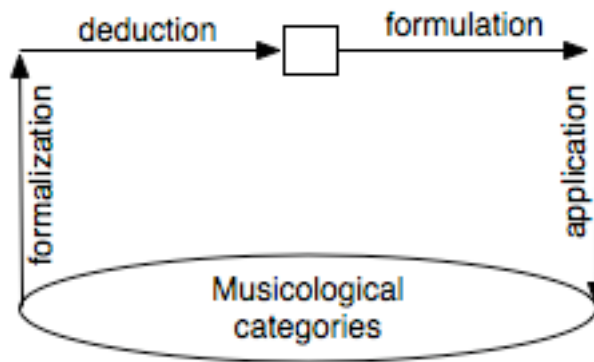 deduction
formulation
formalization
application
Musicological
categories